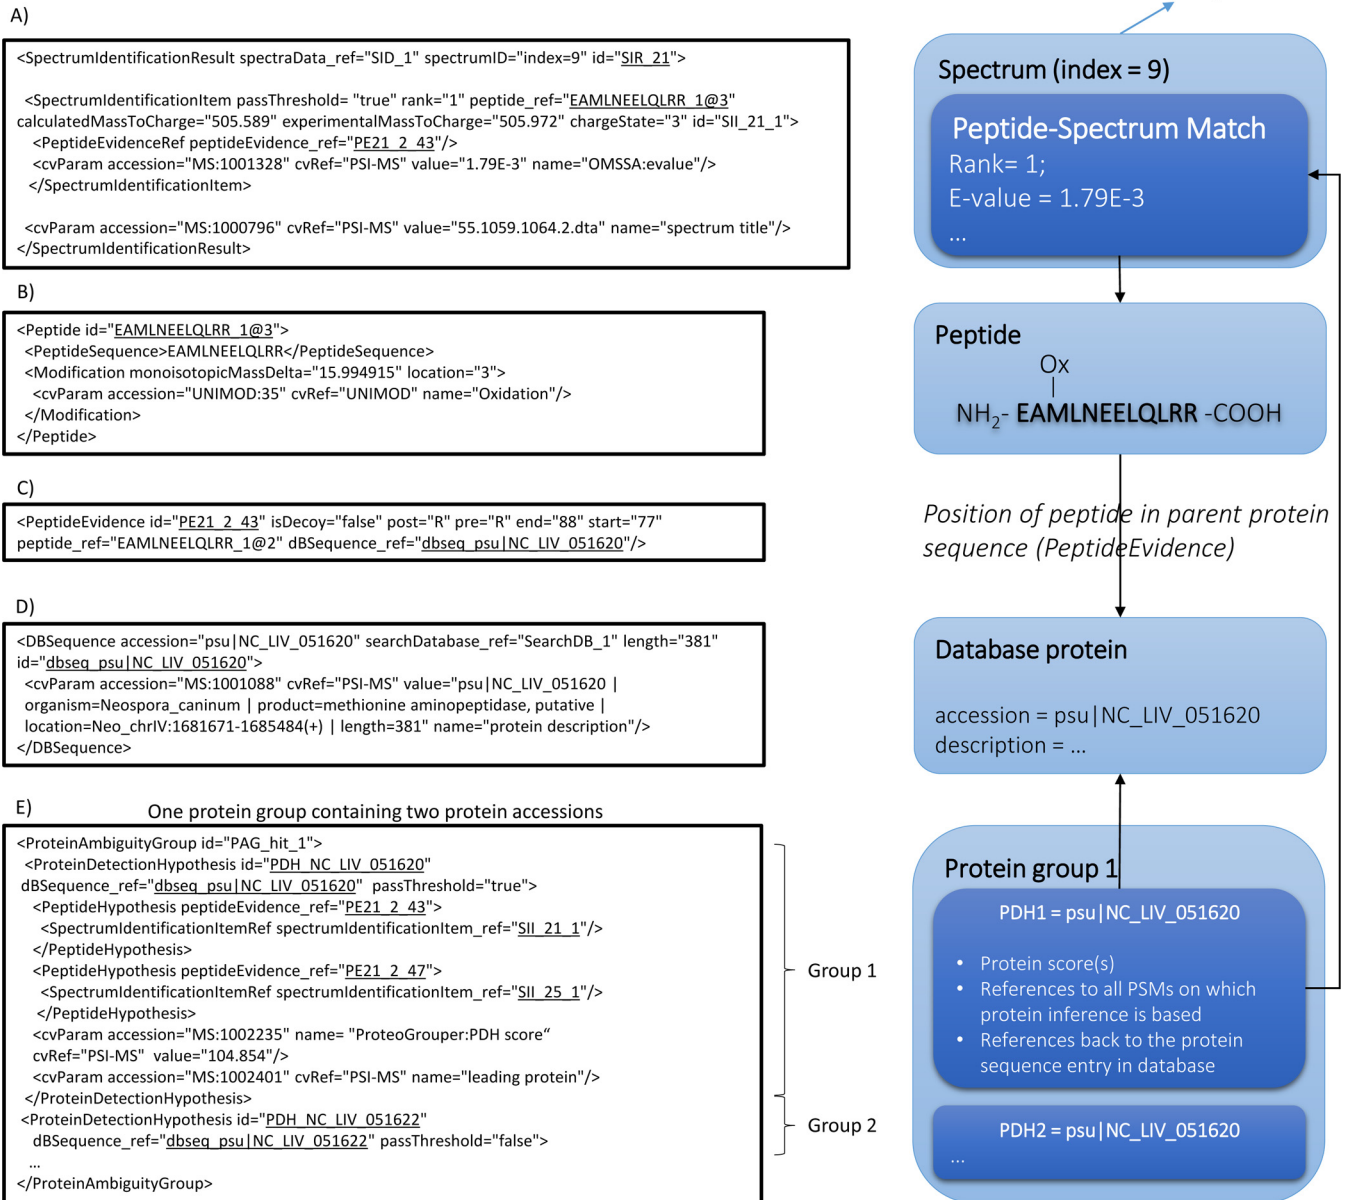 A)
<SpectrumIdentificationResult spectraData_ref="SID_1" spectrumID="index=9" id="SIR_21">
<SpectrumIdentificationItem passThreshold= "true" rank="1" peptide_ref="EAMLNEELQLRR_1@3"
calculatedMassToCharge="505.589" experimentalMassToCharge="505.972" chargeState="3" id="SII_21_1">
<PeptideEvidenceRef peptideEvidence_ref="PE21_2_43"/>
<cvParam accession="MS:1001328" cvRef="PSI-MS" value="1.79E-3" name="OMSSA:evalue"/>
</SpectrumIdentificationItem>
<cvParam accession="MS:1000796" cvRef="PSI-MS" value="55.1059.1064.2.dta" name="spectrum title"/>
</SpectrumIdentificationResult>
B)
<Peptide id="EAMLNEELQLRR_1@3">
<PeptideSequence>EAMLNEELQLRR</PeptideSequence>
<Modification monoisotopicMassDelta="15.994915" location="3">
<cvParam accession="UNIMOD:35" cvRef="UNIMOD" name="Oxidation"/>
</Modification>
</Peptide>
C)
<PeptideEvidence id="PE21_2_43" isDecoy="false" post="R" pre="R" end="88" start="77"
peptide_ref="EAMLNEELQLRR_1@2" dBSequence_ref="dbseq_psu|NC_LIV_051620"/>
D)
<DBSequence accession="psu|NC_LIV_051620" searchDatabase_ref="SearchDB_1" length="381"
id="dbseq_psu|NC_LIV_051620">
<cvParam accession="MS:1001088" cvRef="PSI-MS" value="psu|NC_LIV_051620 |
organism=Neospora_caninum | product=methionine aminopeptidase, putative |
location=Neo_chrIV:1681671-1685484(+) | length=381" name="protein description"/>
</DBSequence>
E)
One protein group containing two protein accessions
<ProteinAmbiguityGroup id="PAG_hit_1">
<ProteinDetectionHypothesis id="PDH_NC_LIV_051620"
dBSequence_ref="dbseq_psu|NC_LIV_051620" passThreshold="true">
<PeptideHypothesis peptideEvidence_ref="PE21_2_43">
<SpectrumIdentificationItemRef spectrumIdentificationItem_ref="SII_21_1"/>
</PeptideHypothesis>
<PeptideHypothesis peptideEvidence_ref="PE21_2_47">
<SpectrumIdentificationItemRef spectrumIdentificationItem_ref="SII_25_1"/>
</PeptideHypothesis>
<cvParam accession="MS:1002235" name= "ProteoGrouper:PDH score“
cvRef="PSI-MS" value="104.854"/>
<cvParam accession="MS:1002401" cvRef="PSI-MS" name="leading protein"/>
</ProteinDetectionHypothesis>
<ProteinDetectionHypothesis id="PDH_NC_LIV_051622"
dBSequence_ref="dbseq_psu|NC_LIV_051622" passThreshold="false">
...
</ProteinAmbiguityGroup>
Group 1
Group 2
Spectrum (index = 9)
Peptide-Spectrum Match
Rank= 1;
E-value = 1.79E-3
...
Peptide
Ox
NH2- EAMLNEELQLRR -COOH
Position of peptide in parent protein
sequence (PeptideEvidence)
Database protein
accession = psu|NC_LIV_051620
description = ...
Protein group 1
PDH1 = psu|NC_LIV_051620
• Protein score(s)
• References to all PSMs on which
protein inference is based
• References back to the protein
sequence entry in database
PDH2 = psu|NC_LIV_051620
...